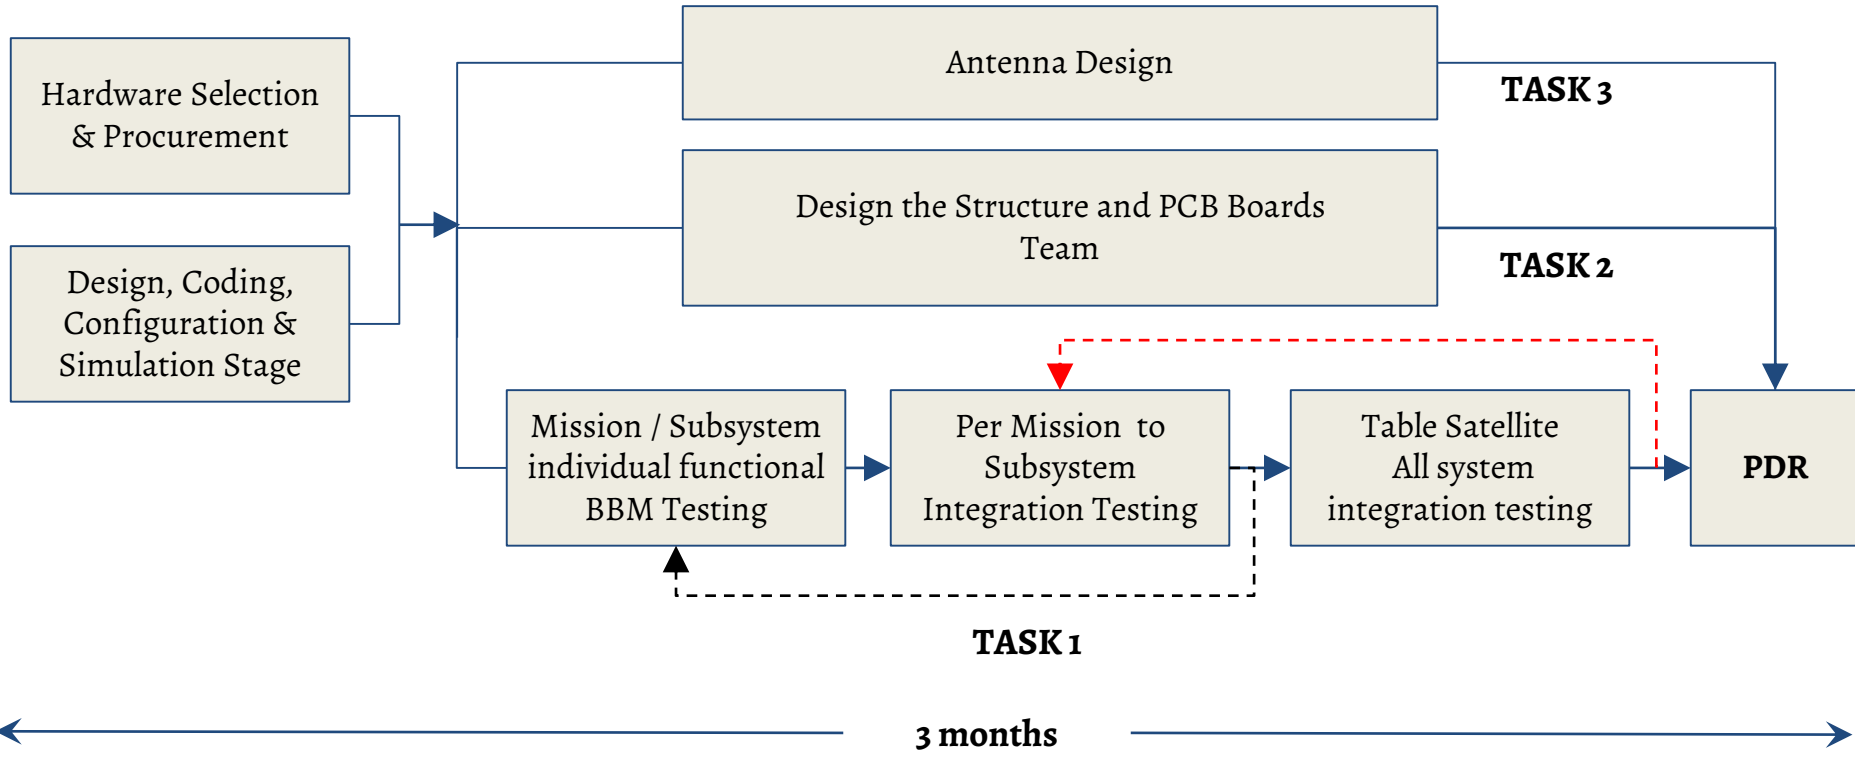 Hardware Selection
& Procurement
Design, Coding,
Configuration &
Simulation Stage
Antenna Design
TASK 3
Design the Structure and PCB Boards
Team
TASK 2
Mission / Subsystem
individual functional
BBM Testing
Per Mission to
Subsystem
Integration Testing
Table Satellite
All system
integration testing
PDR
TASK 1
3 months